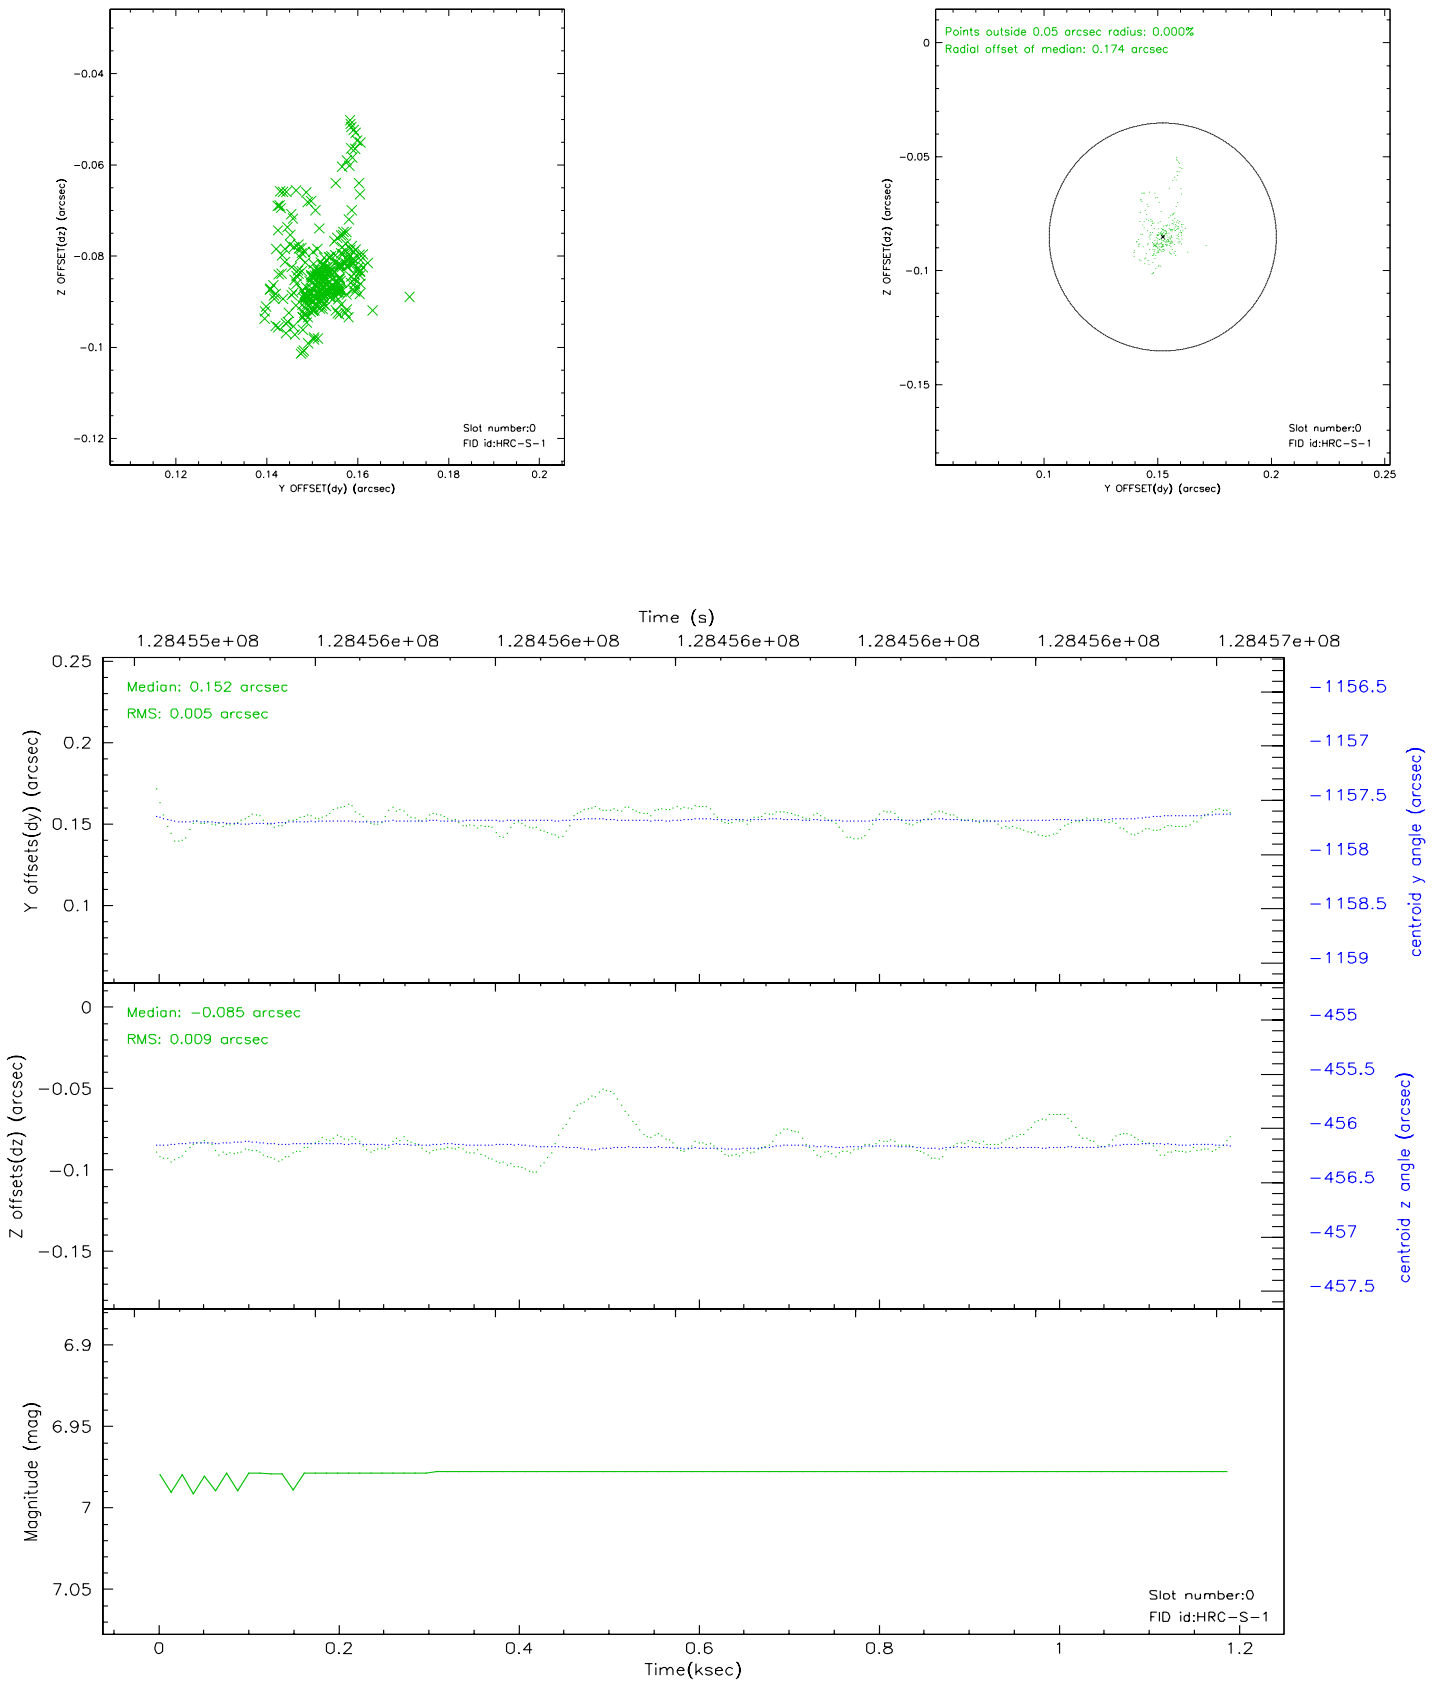 Points outside 0.05 arcsec radius: 0.000%
Radial offset of median: 0.174 arcsec
-0.04
-0.06
-0.08
-0.1
-0.12
Z OFFSET(dz) (arcsec)
0.12 0.14 0.16 0.18 0.2
Y OFFSET(dy) (arcsec)
Slot number:0
FID id:HRC-S-1
0
-0.05
-0.1
-0.15
Z OFFSET(dz) (arcsec)
0.1 0.15 0.2 0.25
Y OFFSET(dy) (arcsec)
Slot number:0
FID id:HRC-S-1
Time (s)
1.28455e+08 1.28456e+08 1.28456e+08 1.28456e+08 1.28456e+08 1.28456e+08 1.28457e+08
Median: 0.152 arcsec
RMS: 0.005 arcsec
0.25
0.2
0.15
0.1
Y offsets(dy) (arcsec)
-1156.5
-1157
-1157.5
-1158
-1158.5
-1159
centroid y angle (arcsec)
Median: -0.085 arcsec
RMS: 0.009 arcsec
0
-0.05
-0.1
-0.15
Z offsets(dz) (arcsec)
-455
-455.5
-456
-456.5
-457
-457.5
centroid z angle (arcsec)
6.9
6.95
7
7.05
Magnitude (mag)
Slot number:0
FID id:HRC-S-1
0 0.2 0.4 0.6 0.8 1 1.2
Time(ksec)